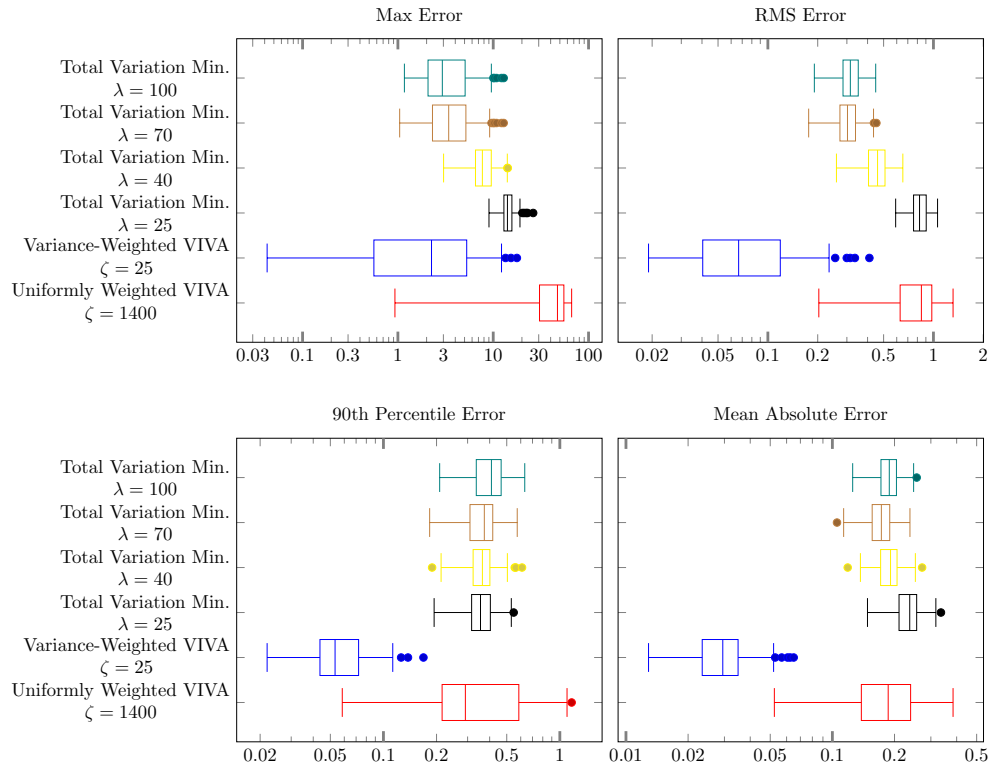 Max Error
RMS Error
Total Variation Min.
λ = 100
Total Variation Min.
λ = 70
Total Variation Min.
λ = 40
Total Variation Min.
λ = 25
Variance-Weighted VIVA
ζ = 25
Uniformly Weighted VIVA
ζ = 1400
0.03 0.1 0.3 1 3 10 30 100
0.02 0.05 0.1 0.2 0.5 1 2
90th Percentile Error
Mean Absolute Error
Total Variation Min.
λ = 100
Total Variation Min.
λ = 70
Total Variation Min.
λ = 40
Total Variation Min.
λ = 25
Variance-Weighted VIVA
ζ = 25
Uniformly Weighted VIVA
ζ = 1400
0.02 0.05 0.1 0.2 0.5 1
0.01 0.02 0.05 0.1 0.2 0.5